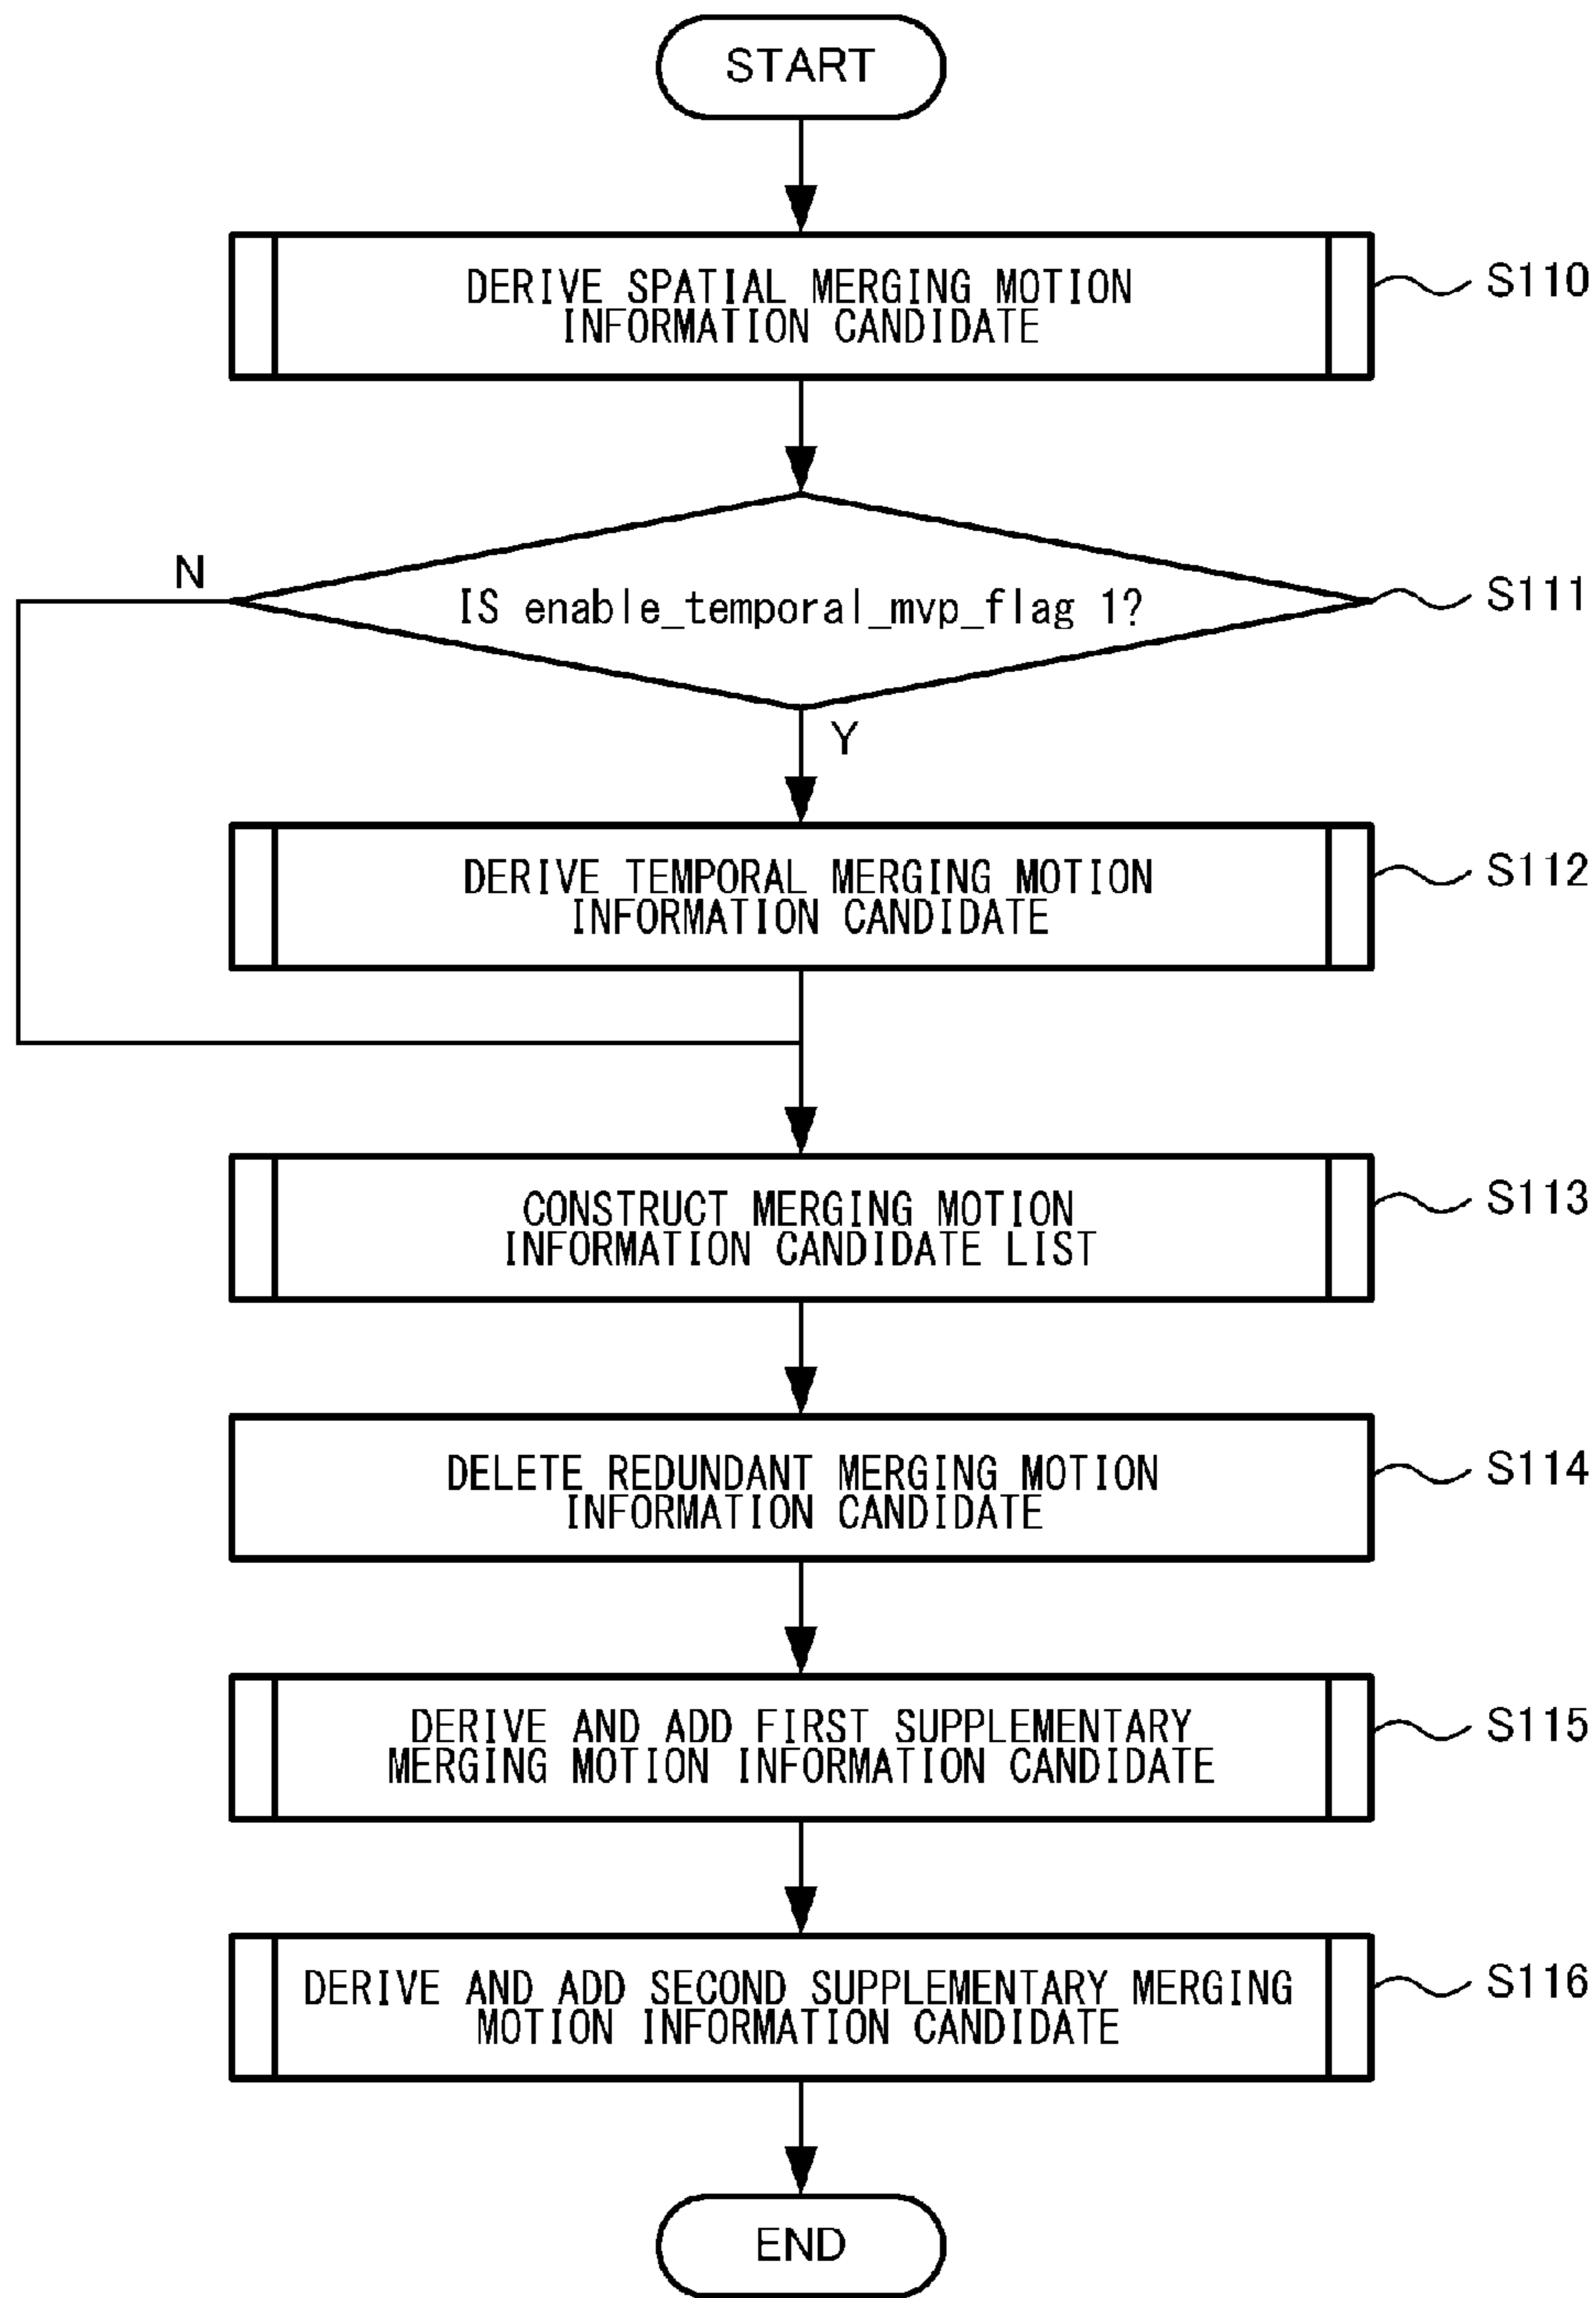 START
DERIVE SPATIAL MERGING MOTION
INFORMATION CANDIDATE
S110
N
IS enable_temporal_mvp_flag 1?
S111
Y
DERIVE TEMPORAL MERGING MOTION
INFORMATION CANDIDATE
S112
CONSTRUCT MERGING MOTION
INFORMATION CANDIDATE LIST
S113
DELETE REDUNDANT MERGING MOTION
INFORMATION CANDIDATE
S114
DERIVE AND ADD FIRST SUPPLEMENTARY
MERGING MOTION INFORMATION CANDIDATE
S115
DERIVE AND ADD SECOND SUPPLEMENTARY MERGING
MOTION INFORMATION CANDIDATE
S116
END